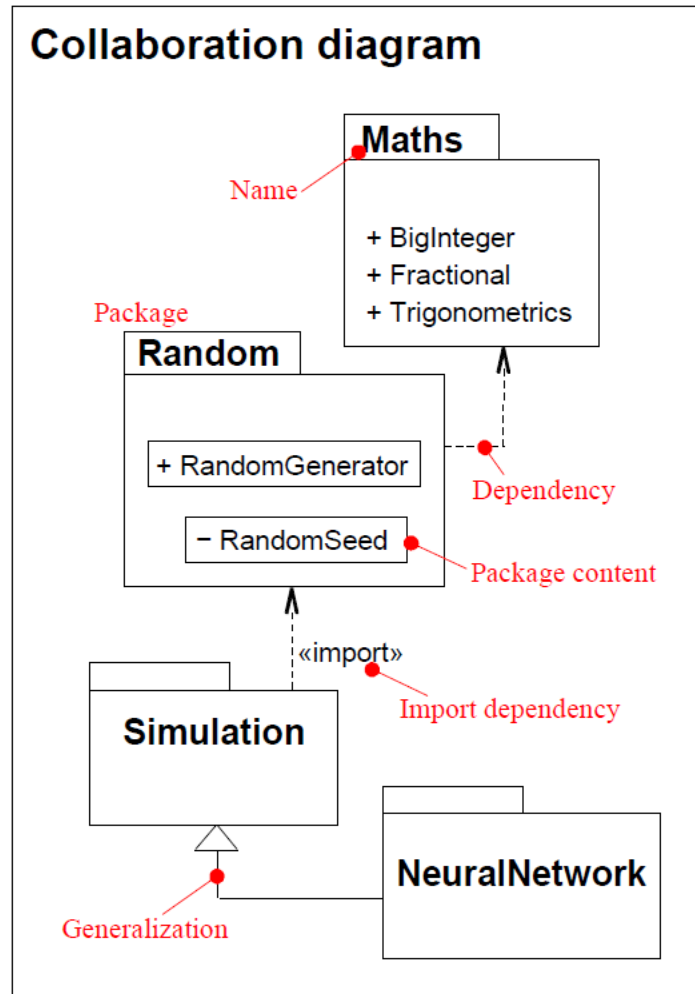 Collaboration diagram
Maths
Name
+ BigInteger
+ Fractional
+ Trigonometrics
Package
Random
+ RandomGenerator
Dependency
− RandomSeed
Package content
«import»
Import dependency
Simulation
NeuralNetwork
Generalization